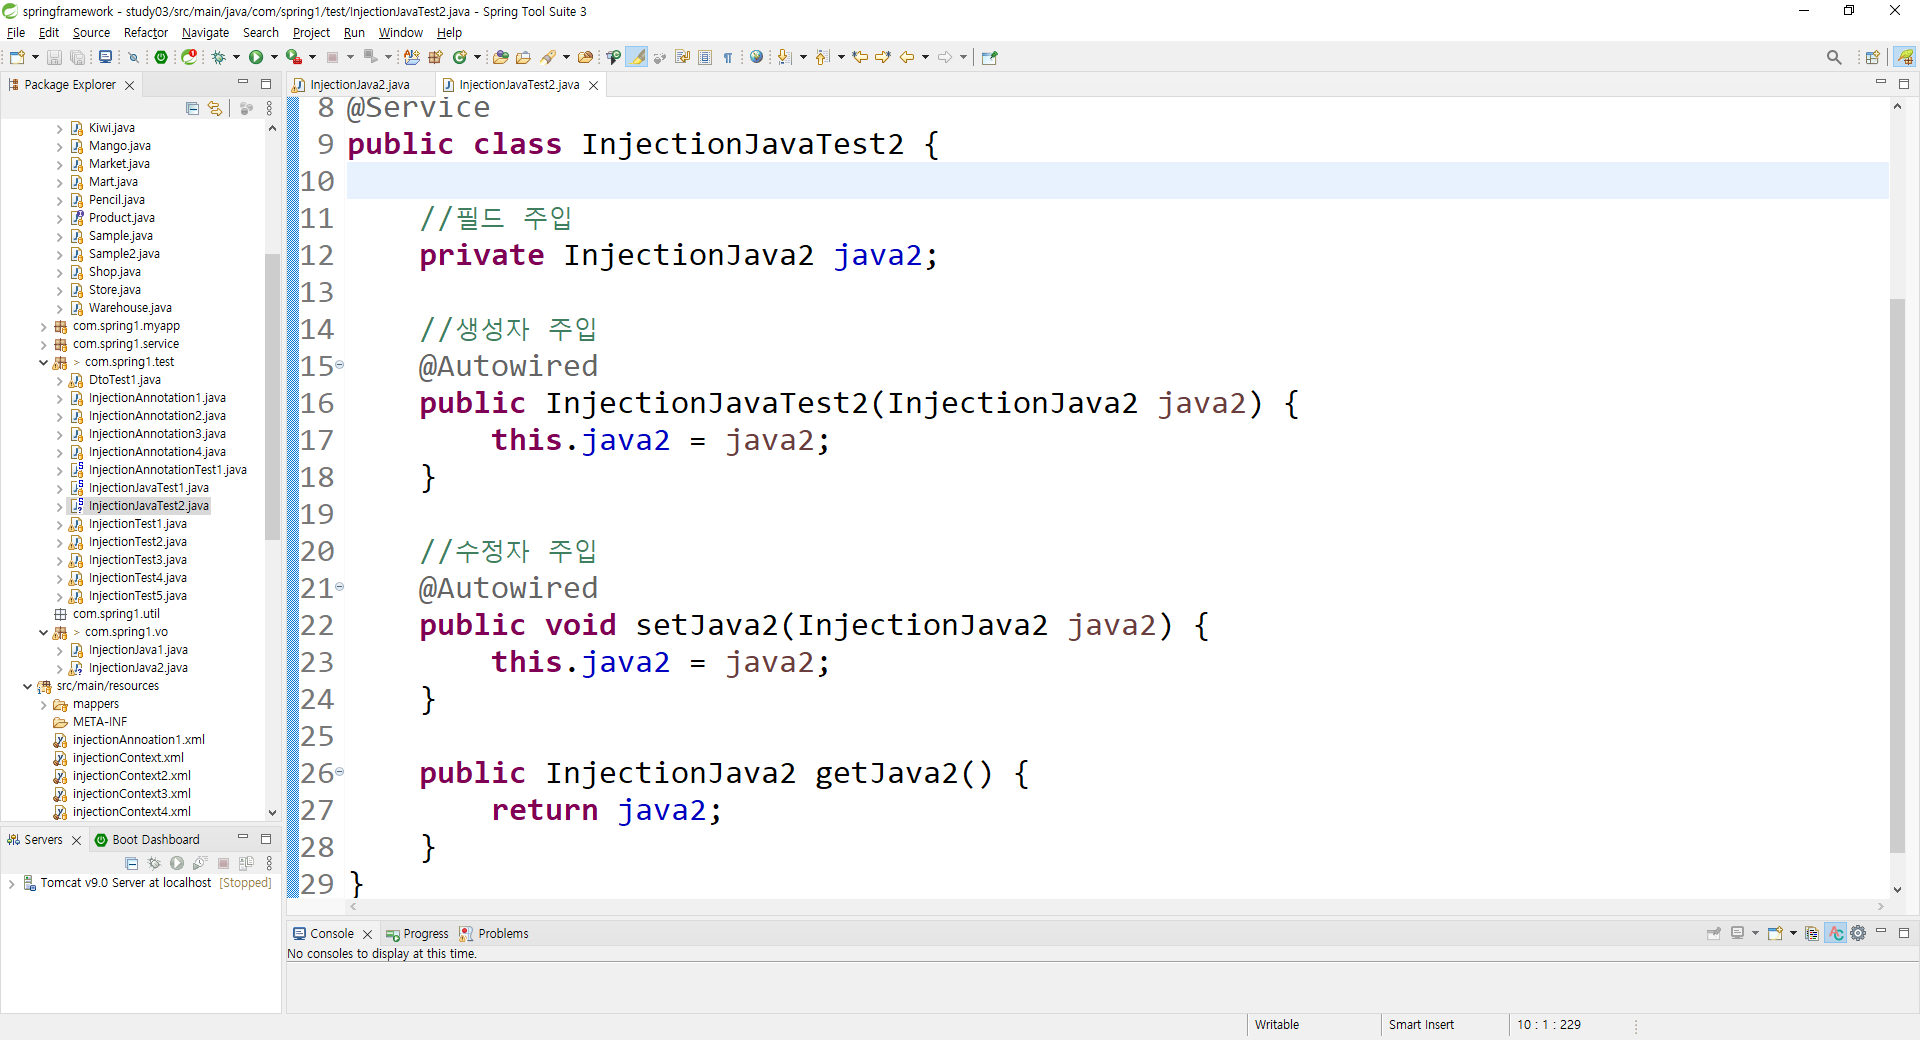 springframework - study03/src/main/java/com/spring1/test/InjectionJavaTest2.java - Spring Tool Suite 3
File Edit Source Refactor Navigate Search Project Run Window Help
Package Explorer
Kiwi.java
Mango.java
Market.java
Mart.java
Pencil.java
Product.java
Sample.java
Sample2.java
Shop.java
Store.java
Warehouse.java
com.spring1.myapp
com.spring1.service
> com.spring1.test
DtoTest1.java
InjectionAnnotation1.java
InjectionAnnotation2.java
InjectionAnnotation3.java
InjectionAnnotation4.java
InjectionAnnotationTest1.java
InjectionJavaTest1.java
InjectionJavaTest2.java
InjectionTest1.java
InjectionTest2.java
InjectionTest3.java
InjectionTest4.java
InjectionTest5.java
com.spring1.util
> com.spring1.vo
InjectionJava1.java
InjectionJava2.java
src/main/resources
mappers
META-INF
injectionAnnoation1.xml
injectionContext.xml
injectionContext2.xml
injectionContext3.xml
injectionContext4.xml
Servers Boot Dashboard
Tomcat v9.0 Server at localhost [Stopped]
InjectionJava2.java InjectionJavaTest2.java
8 @Service
9 public class InjectionJavaTest2 {
10
11 //필드 주입
12 private InjectionJava2 java2;
13
14 //생성자 주입
15 @Autowired
16 public InjectionJavaTest2(InjectionJava2 java2) {
17 this.java2 = java2;
18 }
19
20 //수정자 주입
21 @Autowired
22 public void setJava2(InjectionJava2 java2) {
23 this.java2 = java2;
24 }
25
26 public InjectionJava2 getJava2() {
27 return java2;
28 }
29 }
Console Progress Problems
No consoles to display at this time.
Writable Smart Insert 10 : 1 : 229